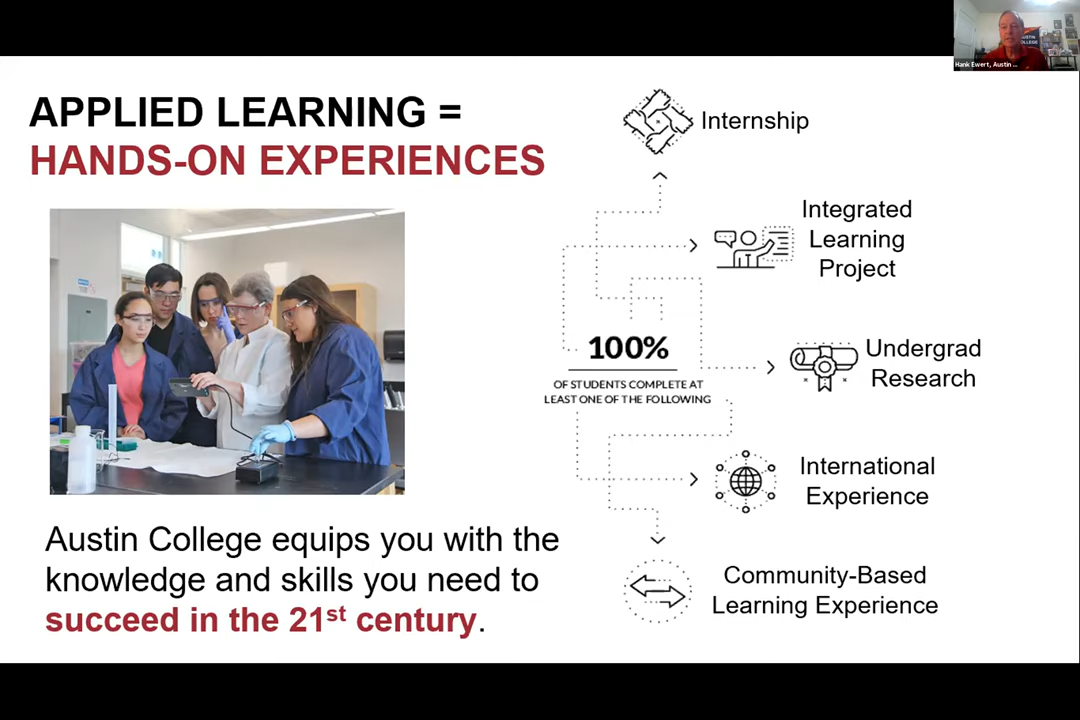 Hank Ewert, Austin ...
AUSTIN
COLLEGE
APPLIED LEARNING =
HANDS-ON EXPERIENCES
Internship
Integrated
Learning
Project
100%
OF STUDENTS COMPLETE AT
LEAST ONE OF THE FOLLOWING
Undergrad
Research
International
Experience
Community-Based
Learning Experience
Austin College equips you with the
knowledge and skills you need to
succeed in the 21st century.